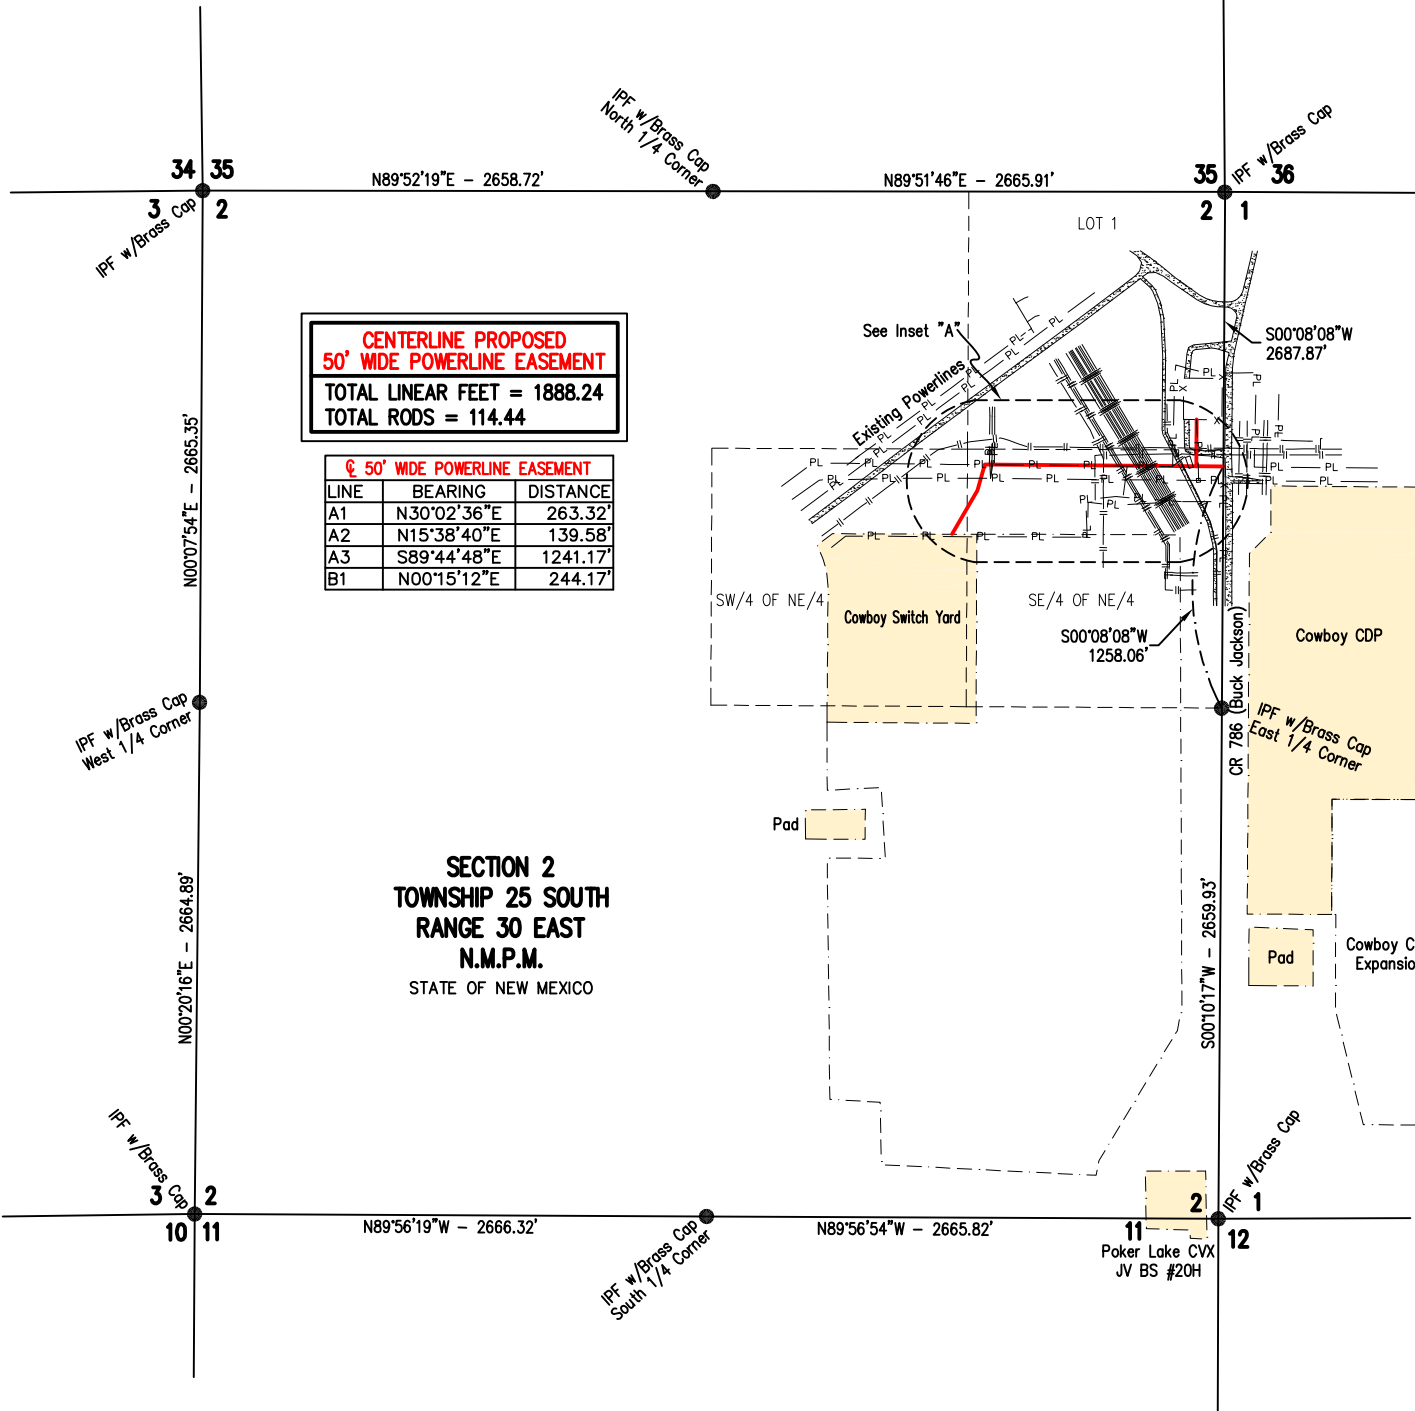 IPF w/Brass Cap
North 1/4 Corner
IPF w/Brass Cap
34 35
N89°52'19"E - 2658.72'
N89°51'46"E - 2665.91'
35 36
3 2
2 1
IPF w/Brass Cap
LOT 1
CENTERLINE PROPOSED
50' WIDE POWERLINE EASEMENT
TOTAL LINEAR FEET = 1888.24
TOTAL RODS = 114.44
See Inset "A"
S00°08'08"W
2687.87'
Existing Powerlines
℄ 50' WIDE POWERLINE EASEMENT
LINE BEARING DISTANCE
A1 N30°02'36"E 263.32'
A2 N15°38'40"E 139.58'
A3 S89°44'48"E 1241.17'
B1 N00°15'12"E 244.17'
N00°07'54"E - 2665.35'
PL PL PL PL PL PL PL
SW/4 OF NE/4
SE/4 OF NE/4
Cowboy Switch Yard
S00°08'08"W
1258.06'
Cowboy CDP
CR 786 (Buck Jackson)
IPF w/Brass Cap
West 1/4 Corner
IPF w/Brass Cap
East 1/4 Corner
Pad
SECTION 2
TOWNSHIP 25 SOUTH
RANGE 30 EAST
N.M.P.M.
STATE OF NEW MEXICO
N00°20'16"E - 2664.89'
S00°10'17"W - 2659.93'
Pad
Cowboy C
Expansio
IPF w/Brass Cap
IPF w/Brass Cap
3 2
2 1
10 11
N89°56'19"W - 2666.32'
N89°56'54"W - 2665.82'
11 12
IPF w/Brass Cap
South 1/4 Corner
Poker Lake CVX
JV BS #20H